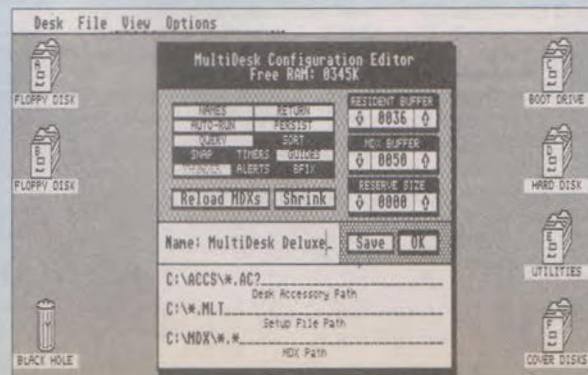 Desk File View Options
MultiDesk Configuration Editor
Free RAM: 0345K
A
FLOPPY DISK
C
BOOT DRIVE
NAMES RETURN
AUTO-RUN PERSIST
QUERY SORT
SNAP TIMERS GUIDES
ALERTS BFIX
RESIDENT BUFFER
0036
MDX BUFFER
0050
RESERVE SIZE
0000
B
FLOPPY DISK
D
HARD DISK
Reload MDXs Shrink
Name: MultiDesk Deluxe
Save OK
E
UTILITIES
C:\ACCS\*.AC?
Desk Accessory Path
C:\*.MLT
Setup File Path
C:\MDX\*.*
MDX Path
BLACK HOLE
F
COVER DISKS